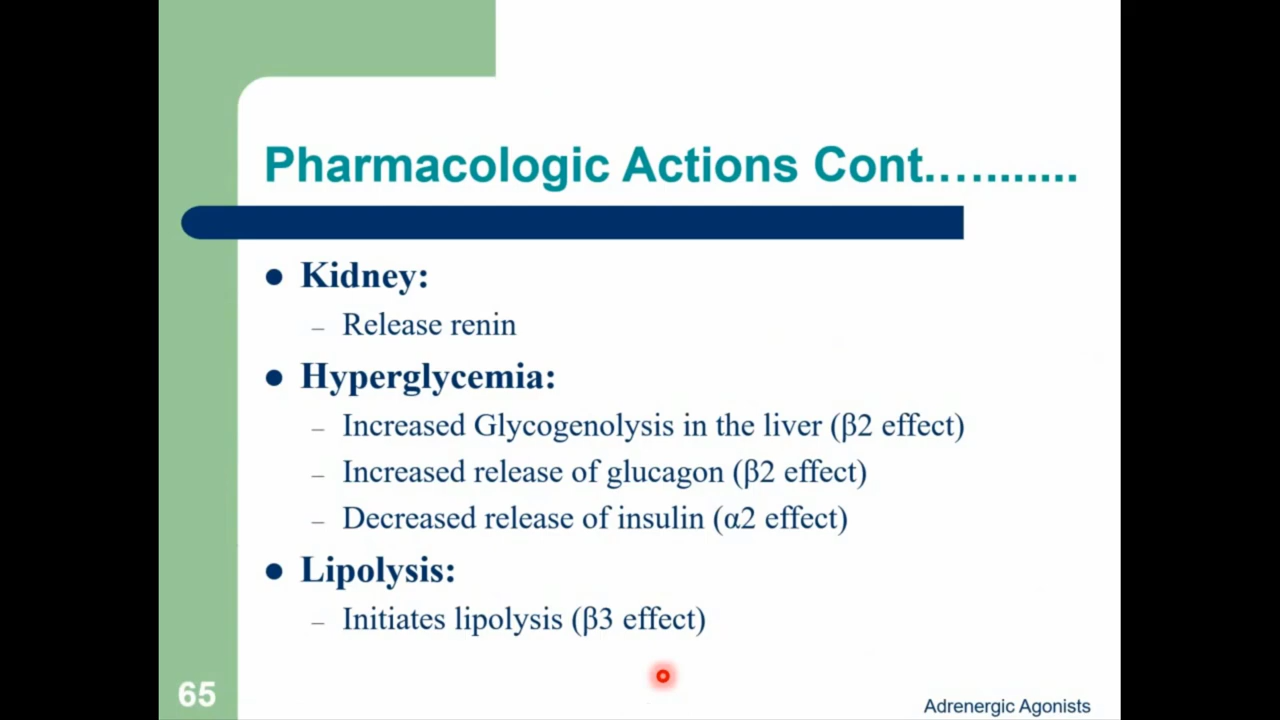 Pharmacologic Actions Cont...........
● Kidney:
– Release renin
● Hyperglycemia:
– Increased Glycogenolysis in the liver (β2 effect)
– Increased release of glucagon (β2 effect)
– Decreased release of insulin (α2 effect)
● Lipolysis:
– Initiates lipolysis (β3 effect)
65
Adrenergic Agonists